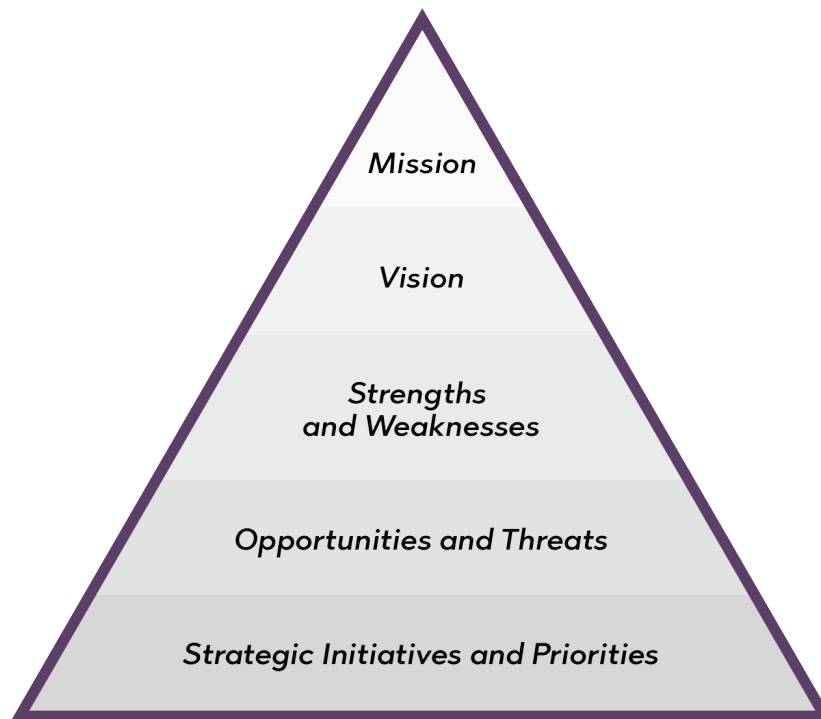 Mission
Vision
Strengths
and Weaknesses
Opportunities and Threats
Strategic Initiatives and Priorities